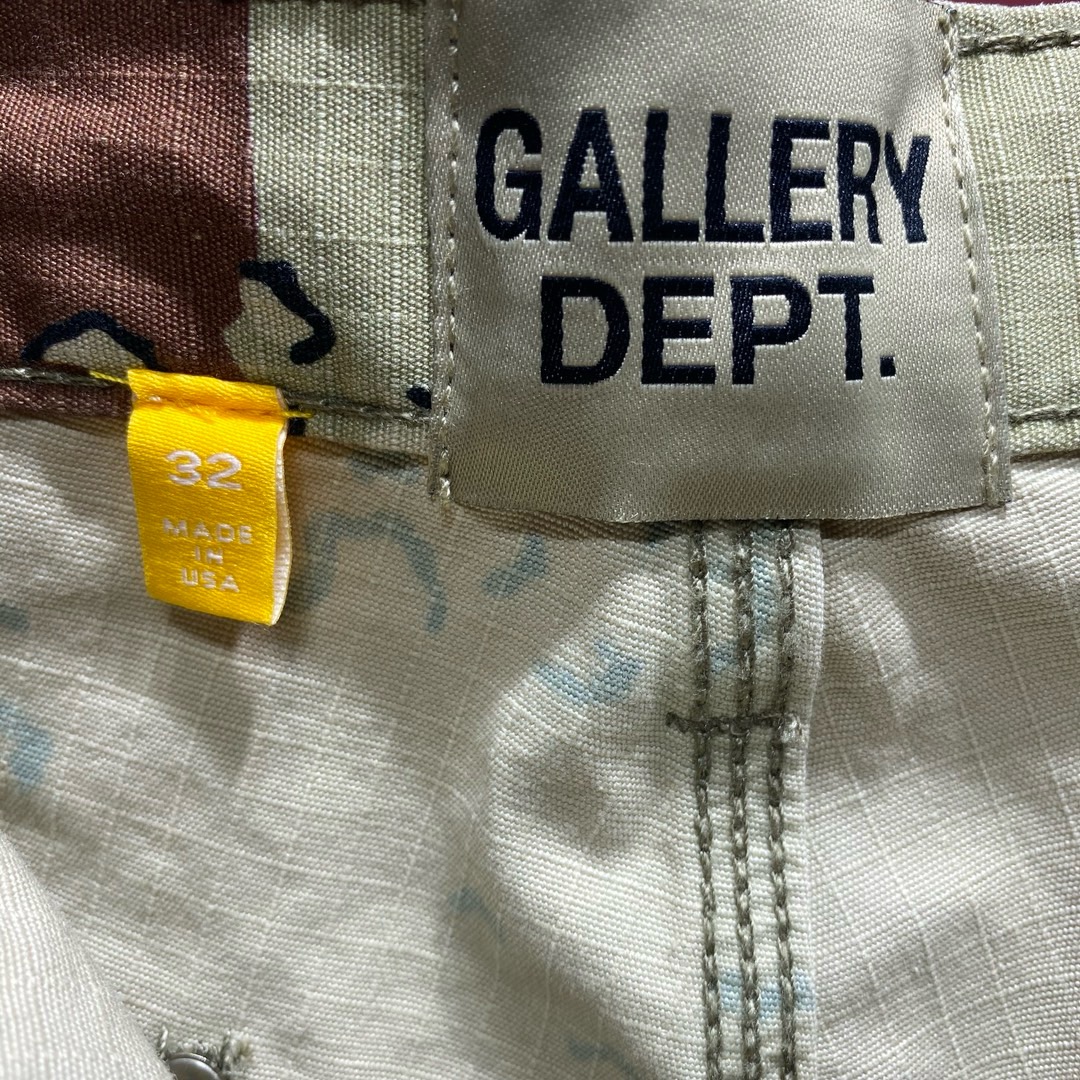 GALLERY
DEPT.
32
MADE
IN
USA